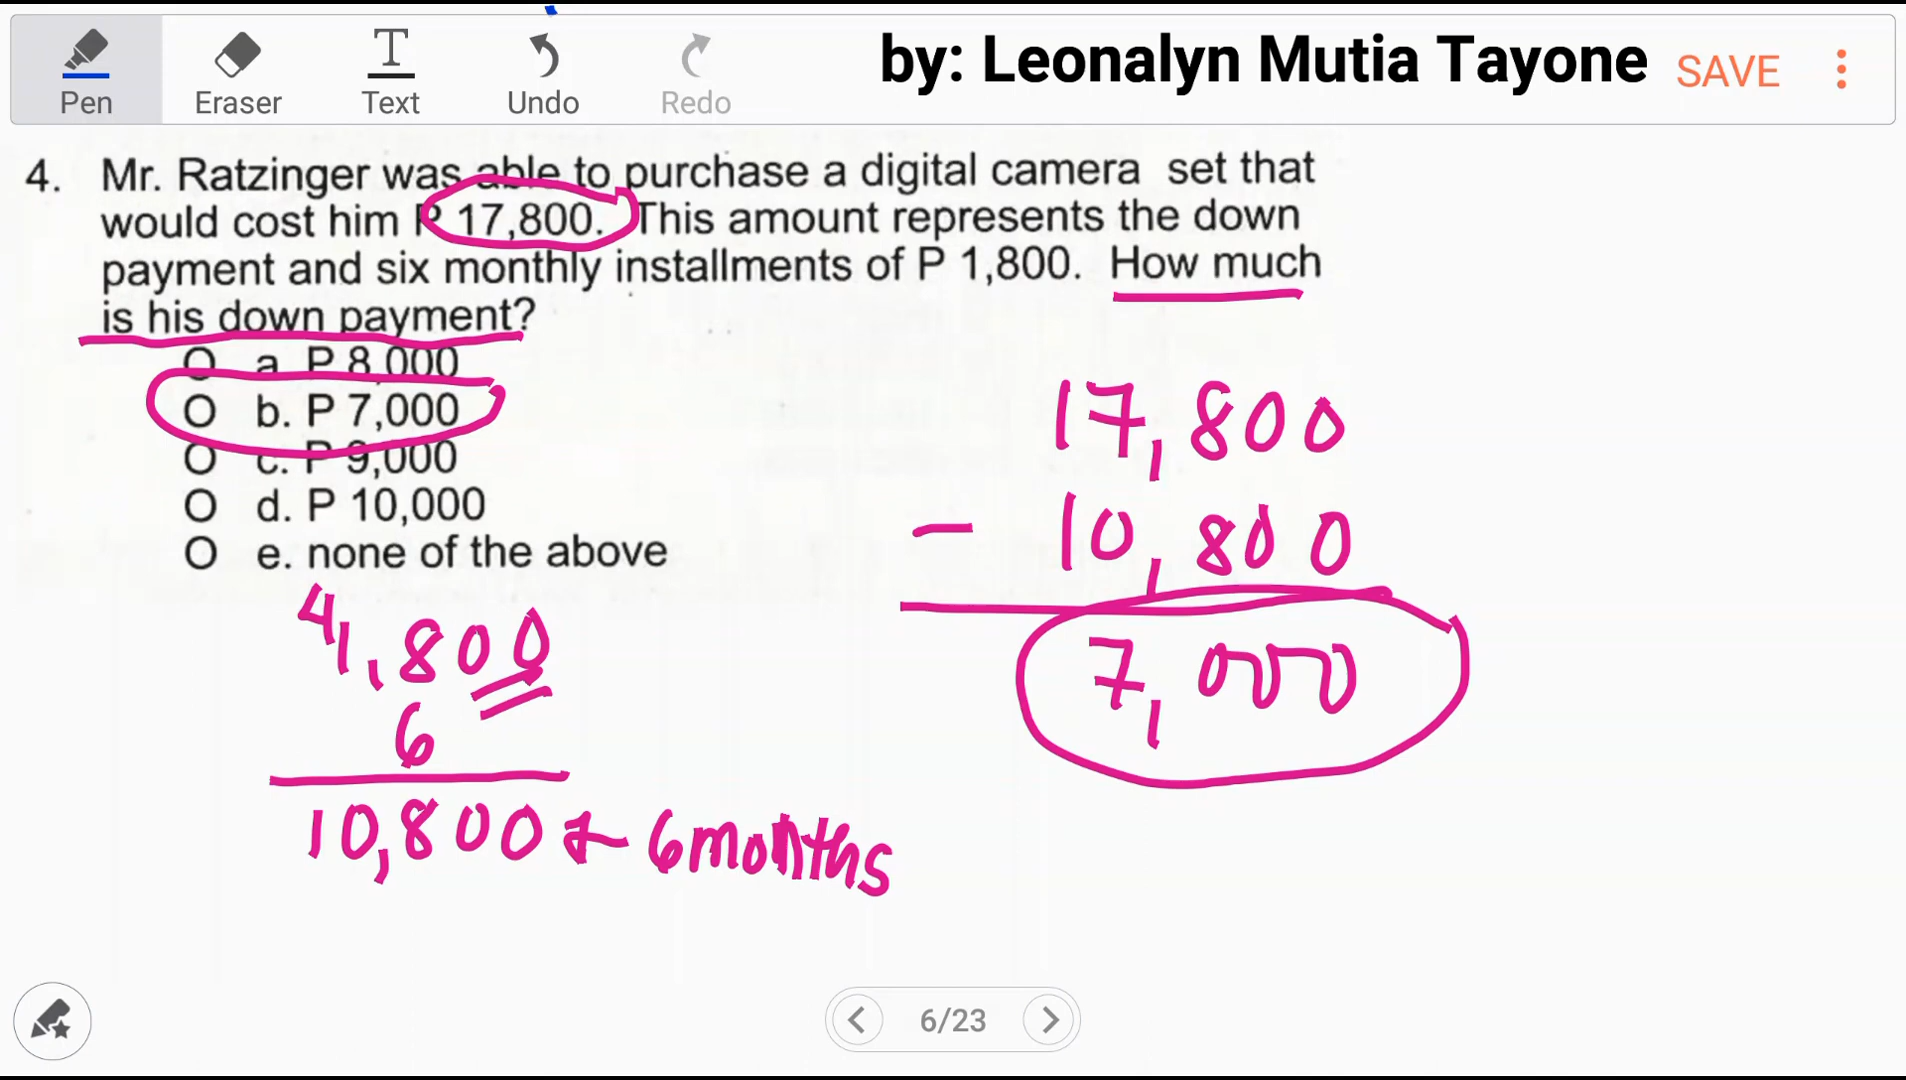 Pen Eraser Text Undo Redo by: Leonalyn Mutia Tayone SAVE
4. Mr. Ratzinger was able to purchase a digital camera set that
would cost him P 17,800. This amount represents the down
payment and six monthly installments of P 1,800. How much
is his down payment?
O a. P 8,000
O b. P 7,000
O c. P 9,000
O d. P 10,000
O e. none of the above
17,800
- 10,800
7,000
4
1,800
6
10,800 ← 6 months
6/23